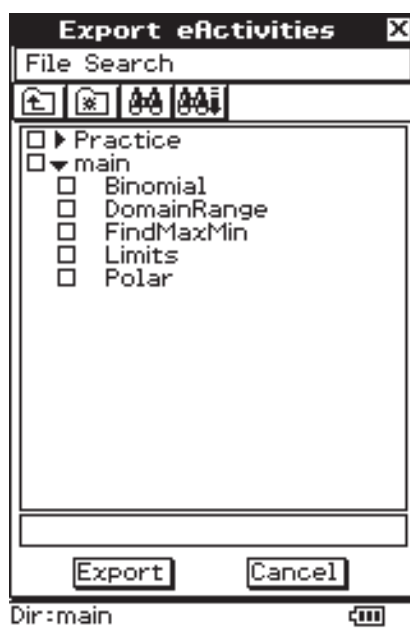 Export eActivities X
File Search
Practice
main
Binomial
DomainRange
FindMaxMin
Limits
Polar
Export Cancel
Dir:main